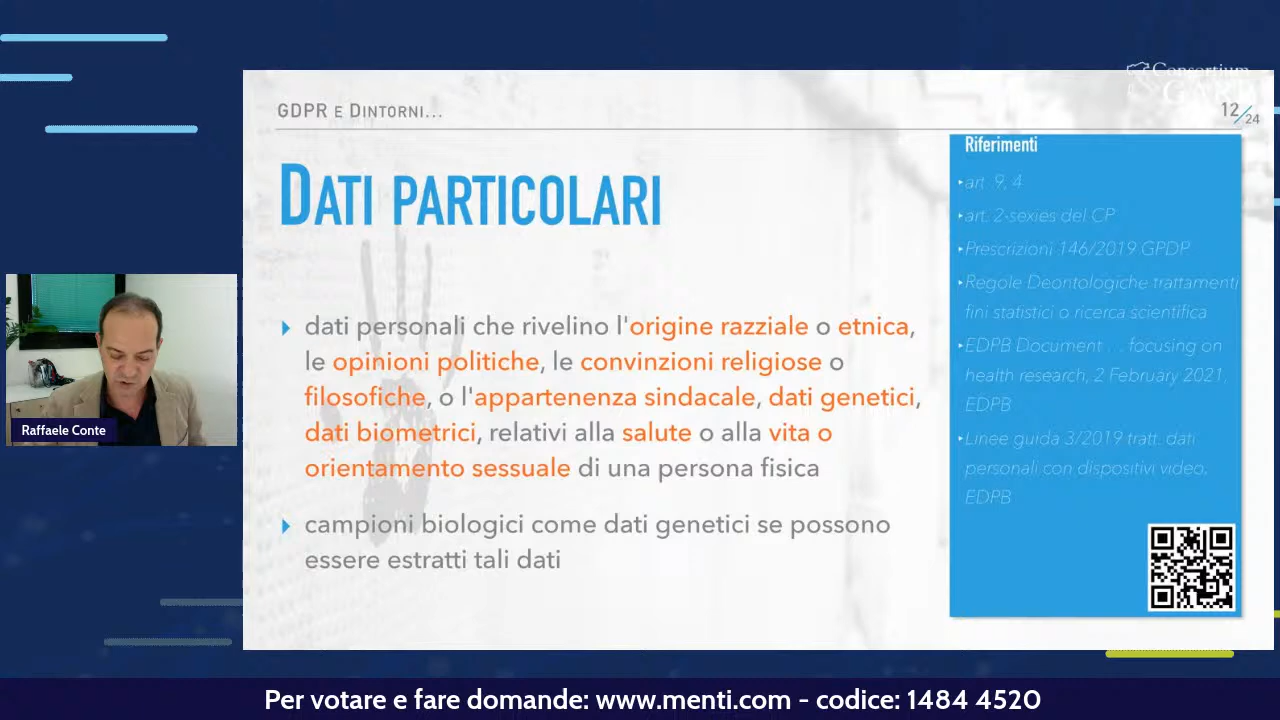 Consortium
GARR
GDPR E DINTORNI...
12/24
DATI PARTICOLARI
dati personali che rivelino l'origine razziale o etnica,
le opinioni politiche, le convinzioni religiose o
filosofiche, o l'appartenenza sindacale, dati genetici,
dati biometrici, relativi alla salute o alla vita o
orientamento sessuale di una persona fisica
campioni biologici come dati genetici se possono
essere estratti tali dati
Riferimenti
art. 9, 4
art. 2-sexies del CP
Prescrizioni 146/2019 GPDP
Regole Deontologiche trattamenti
fini statistici o ricerca scientifica
EDPB Document . . focusing on
health research, 2 February 2021,
EDPB
Linee guida 3/2019 tratt. dati
personali con dispositivi video,
EDPB
Raffaele Conte
Per votare e fare domande: www.menti.com - codice: 1484 4520